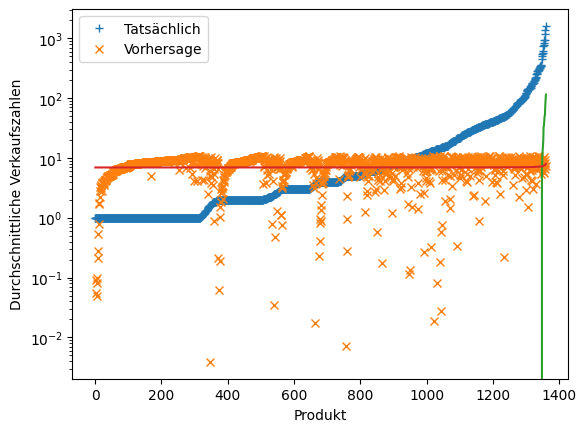 Tatsächlich
Vorhersage
10³
10²
10¹
10⁰
10⁻¹
10⁻²
Durchschnittliche Verkaufszahlen
0 200 400 600 800 1000 1200 1400
Produkt